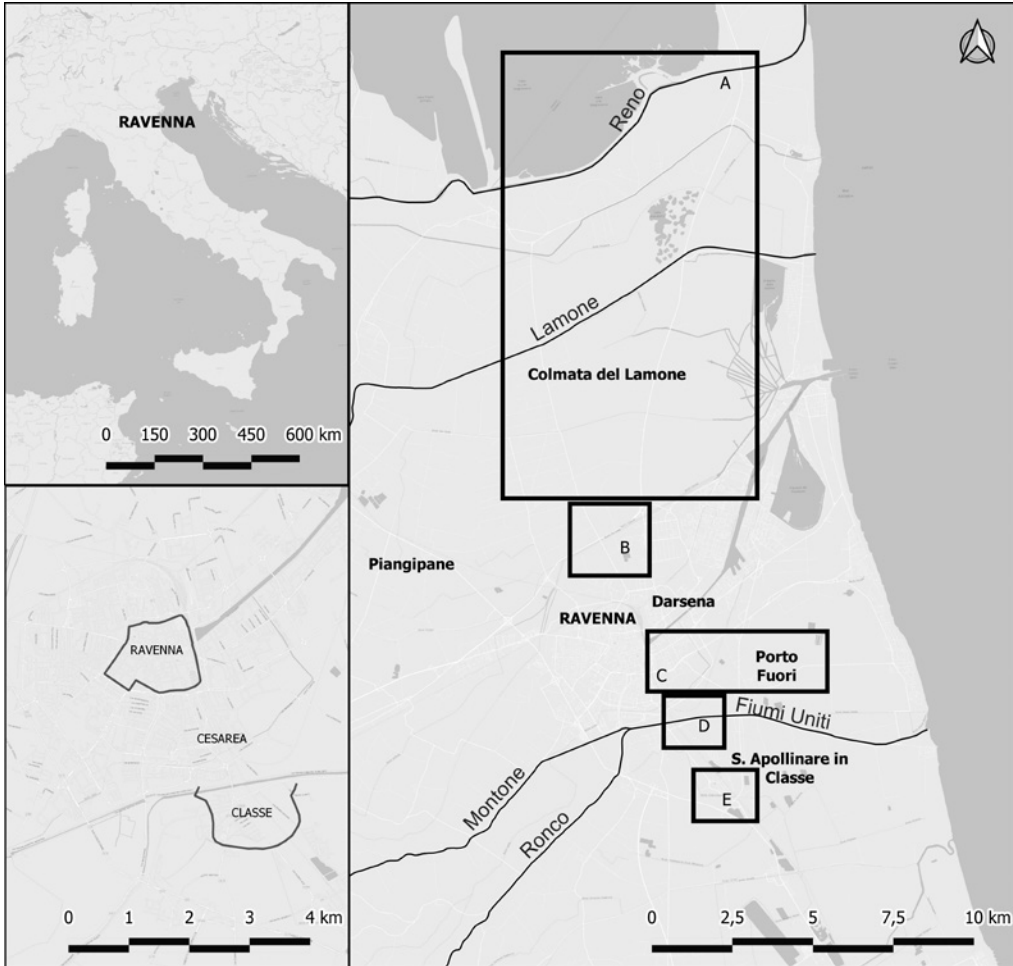 RAVENNA
0 150 300 450 600 km
RAVENNA
CESAREA
CLASSE
0 1 2 3 4 km
A
Reno
Lamone
Colmata del Lamone
B
Piangipane
Darsena
RAVENNA
Porto
Fuori
C
Fiumi Uniti
D
S. Apollinare in
Classe
E
Montone
Ronco
0 2,5 5 7,5 10 km